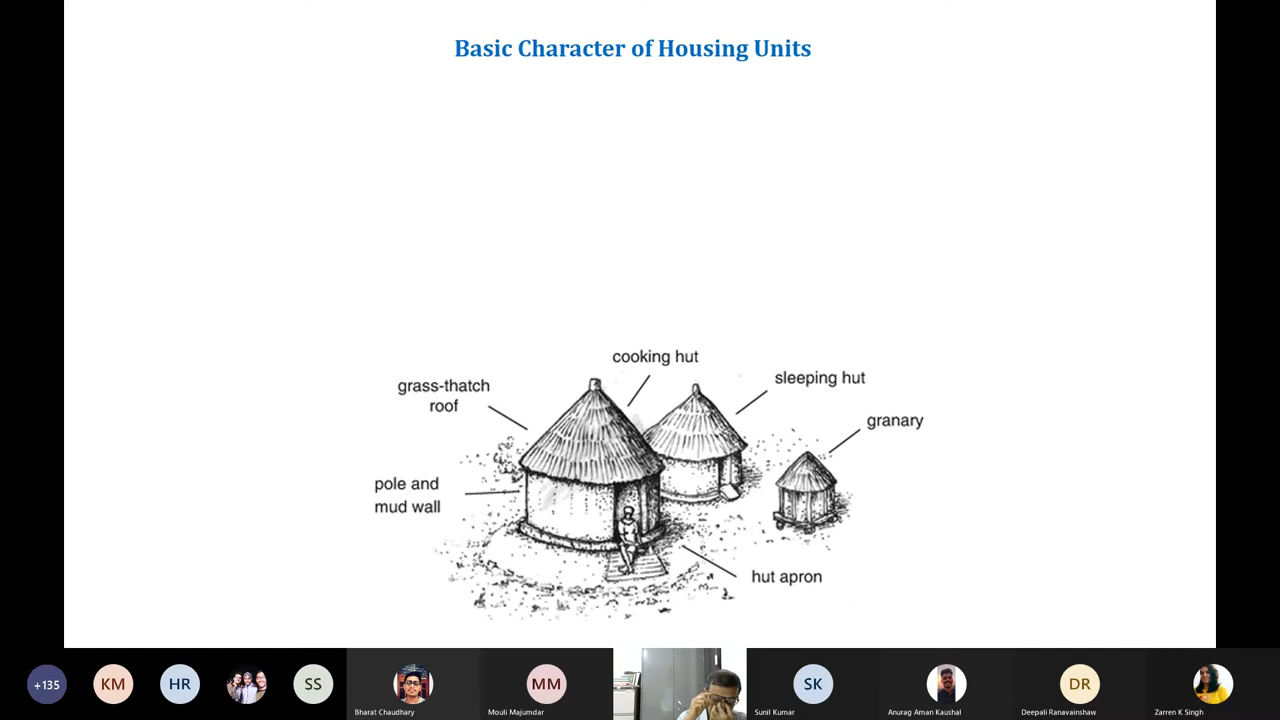 Basic Character of Housing Units
cooking hut
sleeping hut
grass-thatch
roof
granary
pole and
mud wall
hut apron
+135
KM
HR
SS
Bharat Chaudhary
MM
Mouli Majumdar
SK
Sunil Kumar
Anurag Aman Kaushal
DR
Deepali Ranavainshaw
Zarren K Singh